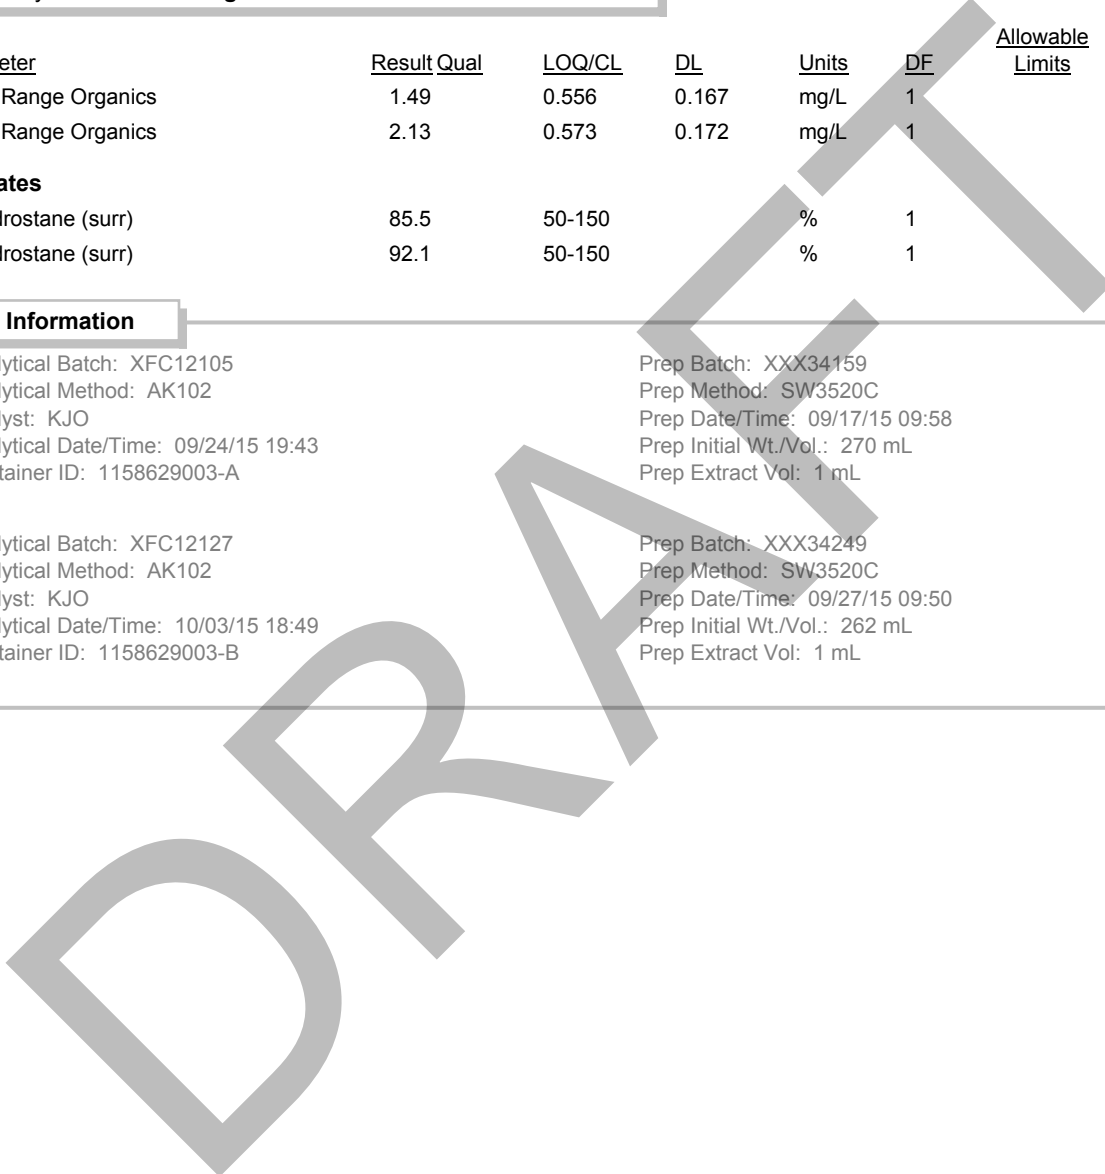 Allowable
eter Result Qual LOQ/CL DL Units DF Limits
Range Organics 1.49 0.556 0.167 mg/L 1
Range Organics 2.13 0.573 0.172 mg/L 1
ates
rostane (surr) 85.5 50-150 % 1
rostane (surr) 92.1 50-150 % 1
Information
lytical Batch: XFC12105 Prep Batch: XXX34159
lytical Method: AK102 Prep Method: SW3520C
lyst: KJO Prep Date/Time: 09/17/15 09:58
lytical Date/Time: 09/24/15 19:43 Prep Initial Wt./Vol.: 270 mL
tainer ID: 1158629003-A Prep Extract Vol: 1 mL
lytical Batch: XFC12127 Prep Batch: XXX34249
lytical Method: AK102 Prep Method: SW3520C
lyst: KJO Prep Date/Time: 09/27/15 09:50
lytical Date/Time: 10/03/15 18:49 Prep Initial Wt./Vol.: 262 mL
tainer ID: 1158629003-B Prep Extract Vol: 1 mL
DRAFT